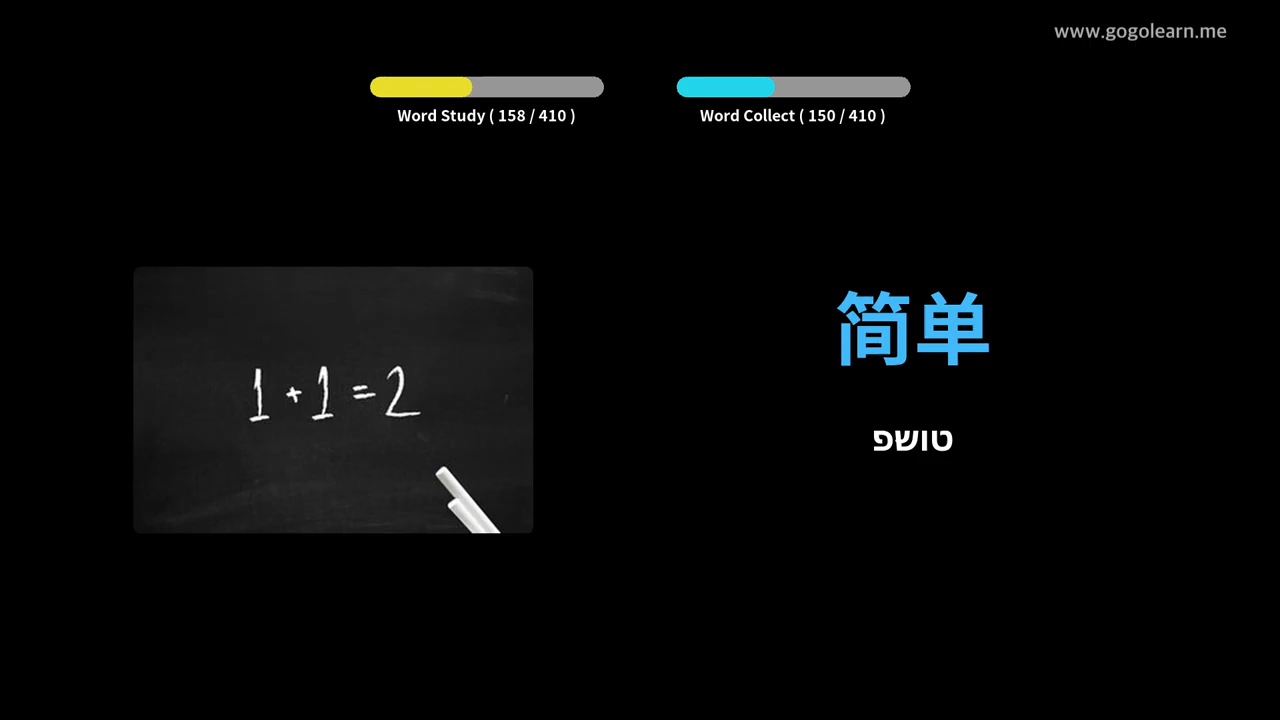 www.gogolearn.me
Word Study ( 158 / 410 )
Word Collect ( 150 / 410 )
1 + 1 = 2
简单
טושפ